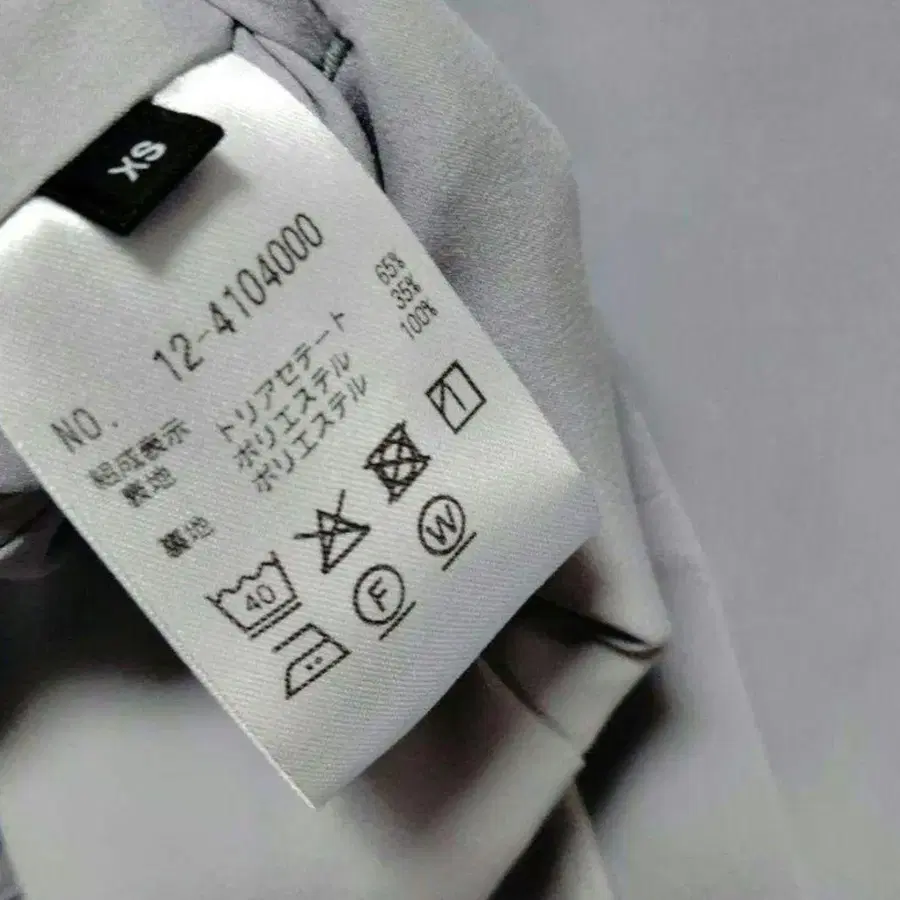 XS
NO. 12-4104000
組成表示
表地 トリアセテート 65%
ポリエステル 35%
裏地 ポリエステル 100%
40
F
W